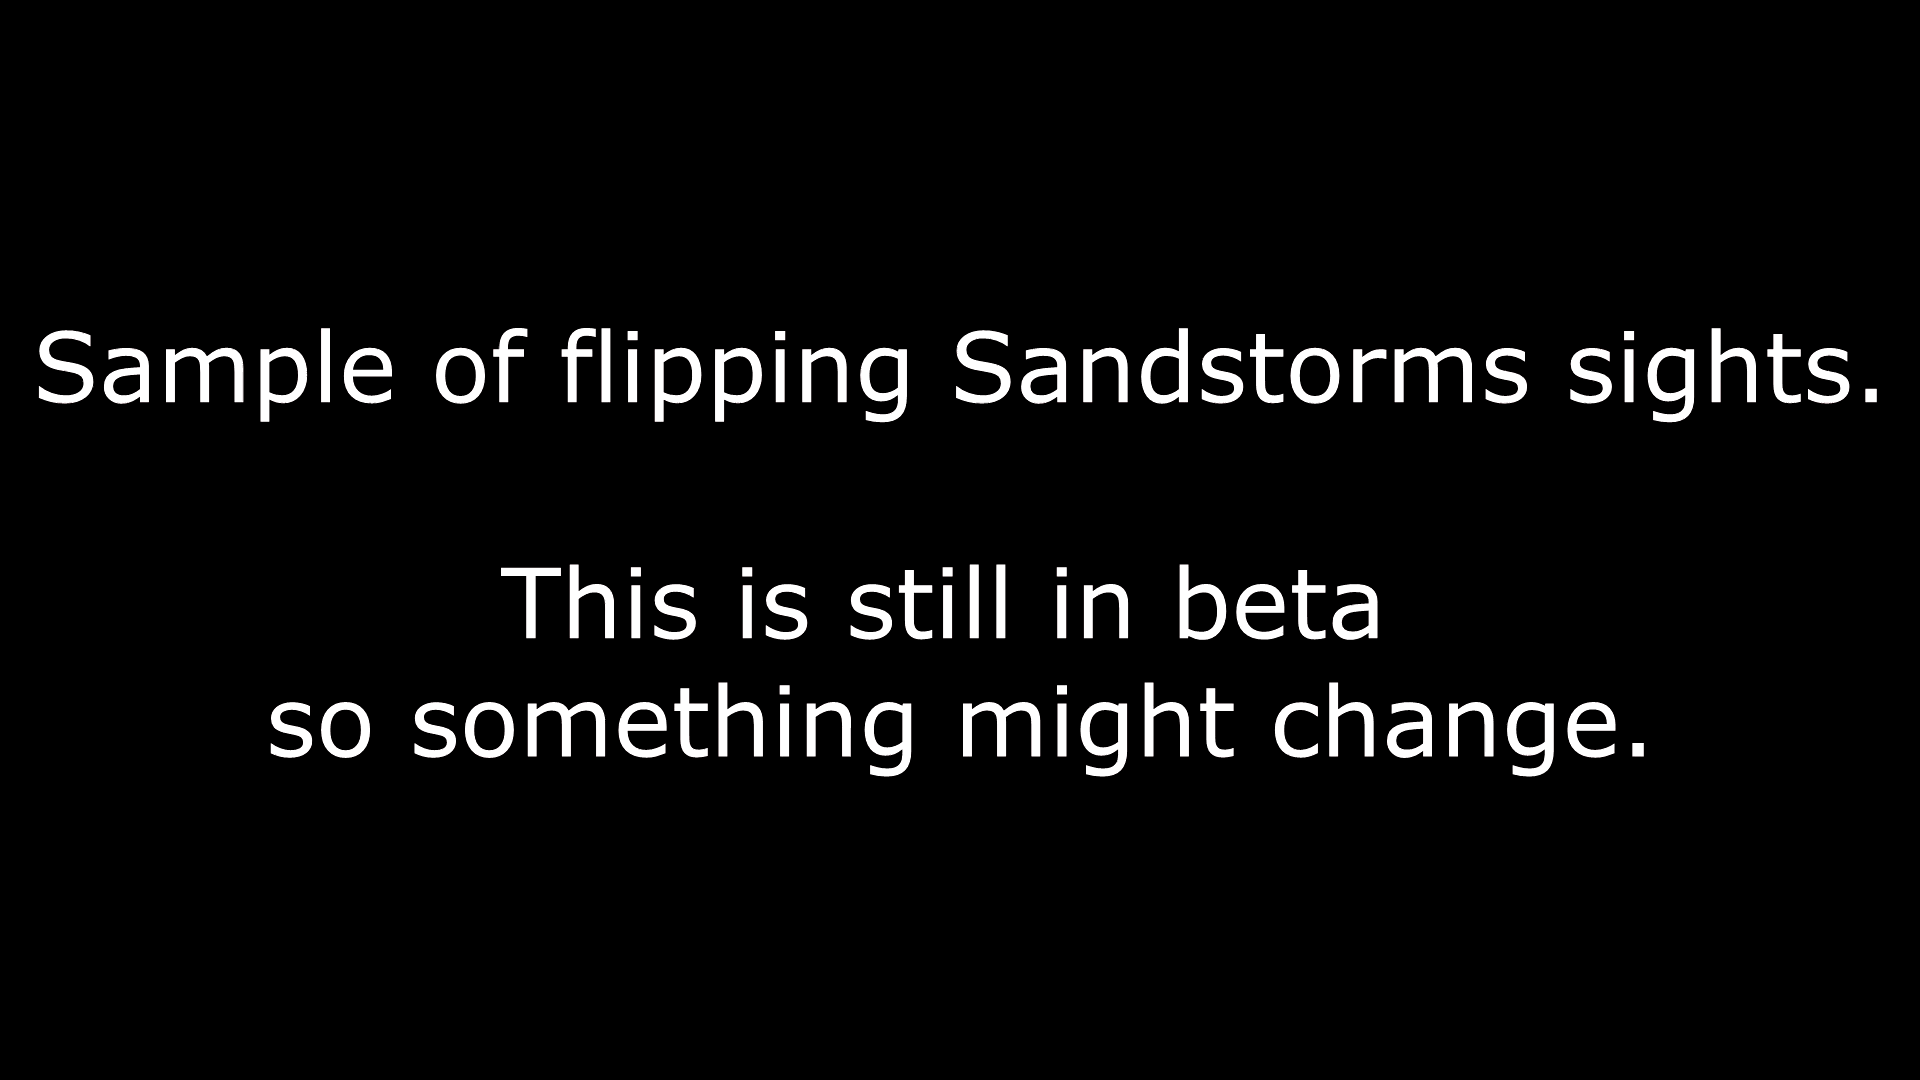 Sample of flipping Sandstorms sights.
This is still in beta
so something might change.